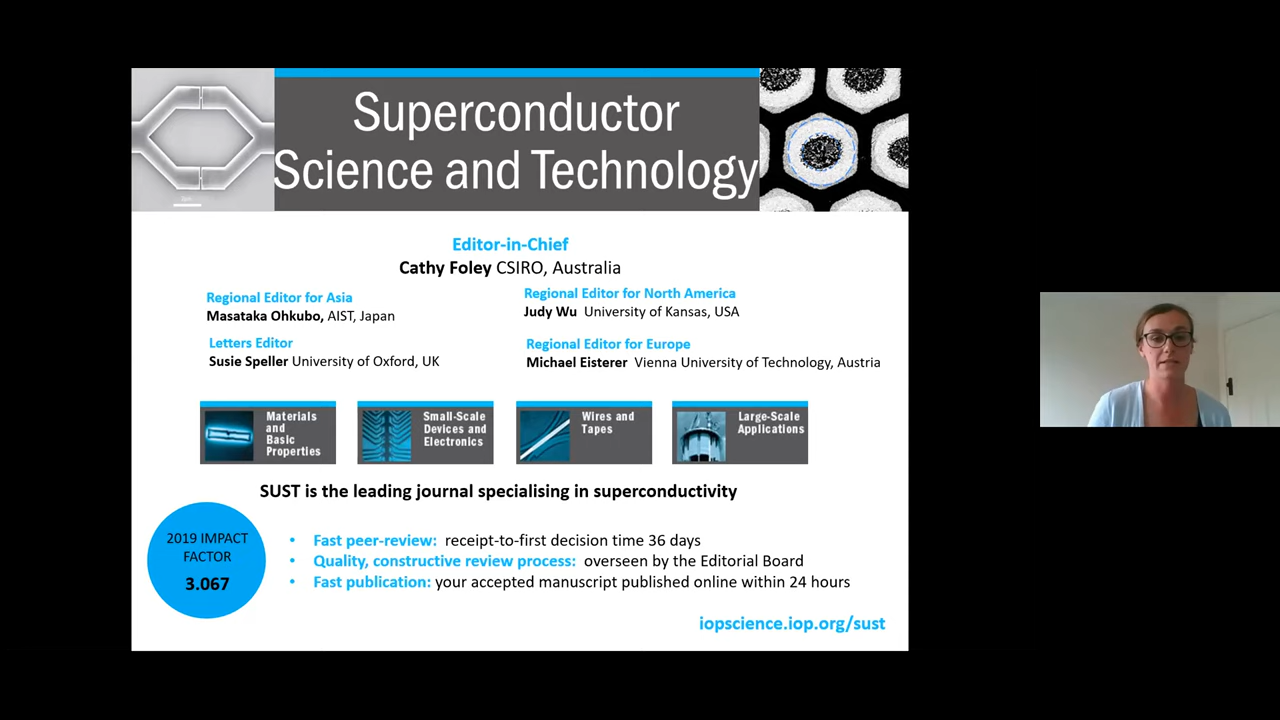 Superconductor
Science and Technology
Editor-in-Chief
Cathy Foley CSIRO, Australia
Regional Editor for Asia
Masataka Ohkubo, AIST, Japan
Regional Editor for North America
Judy Wu University of Kansas, USA
Letters Editor
Susie Speller University of Oxford, UK
Regional Editor for Europe
Michael Eisterer Vienna University of Technology, Austria
Materials
and
Basic
Properties
Small-Scale
Devices and
Electronics
Wires and
Tapes
Large-Scale
Applications
SUST is the leading journal specialising in superconductivity
2019 IMPACT
FACTOR
3.067
• Fast peer-review: receipt-to-first decision time 36 days
• Quality, constructive review process: overseen by the Editorial Board
• Fast publication: your accepted manuscript published online within 24 hours
iopscience.iop.org/sust